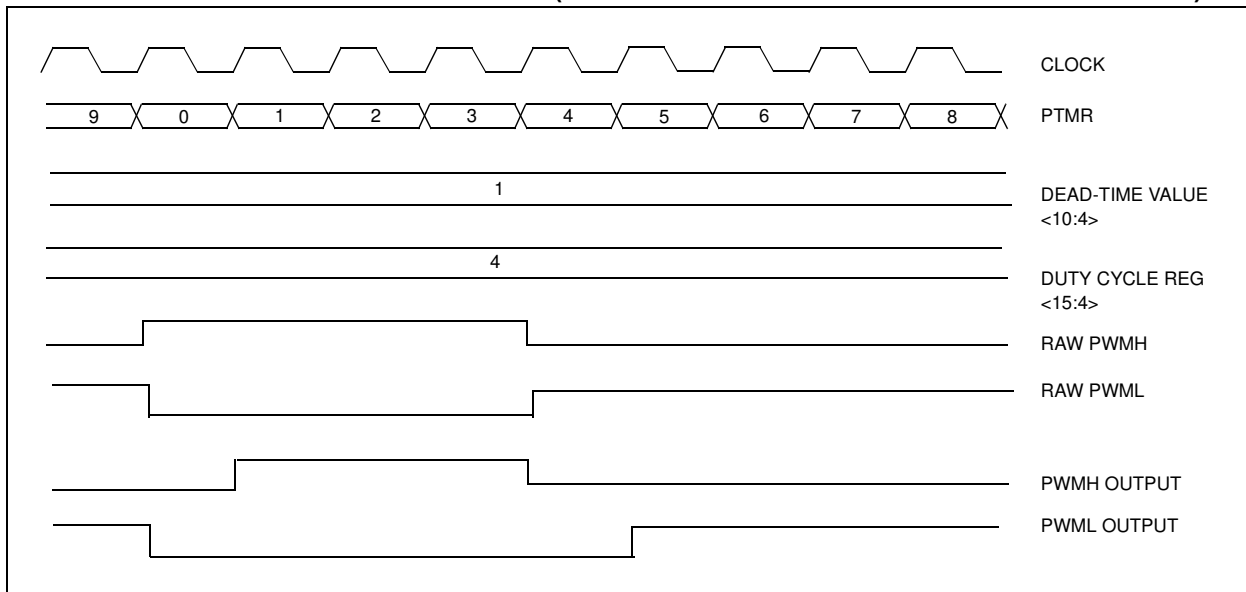 CLOCK
9 0 1 2 3 4 5 6 7 8 PTMR
1
DEAD-TIME VALUE
<10:4>
4
DUTY CYCLE REG
<15:4>
RAW PWMH
RAW PWML
PWMH OUTPUT
PWML OUTPUT